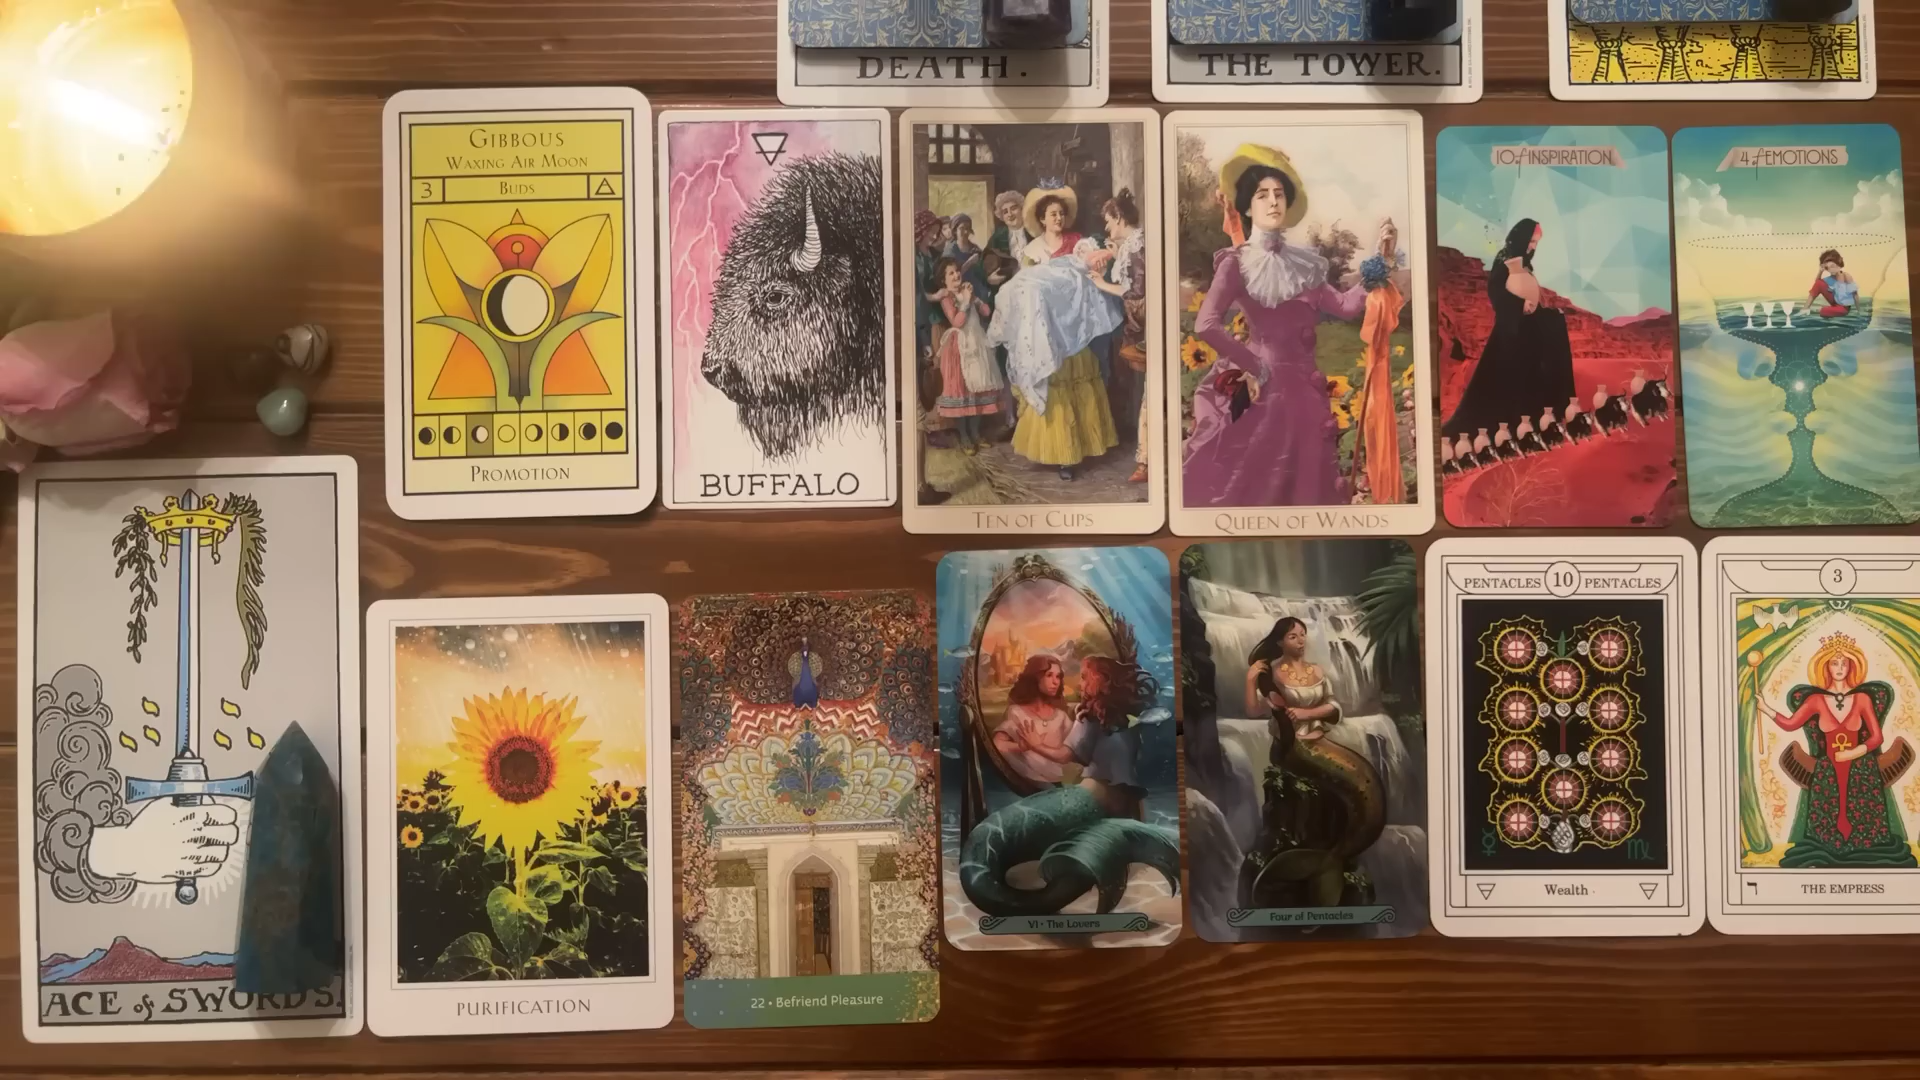 DEATH.
THE TOWER.
GIBBOUS
WAXING AIR MOON
3 BUDS
PROMOTION
BUFFALO
TEN OF CUPS
QUEEN OF WANDS
10 of INSPIRATION
4 of EMOTIONS
ACE of SWORDS.
PURIFICATION
22 • Befriend Pleasure
VI • The Lovers
Four of Pentacles
PENTACLES 10 PENTACLES
Wealth
3
THE EMPRESS